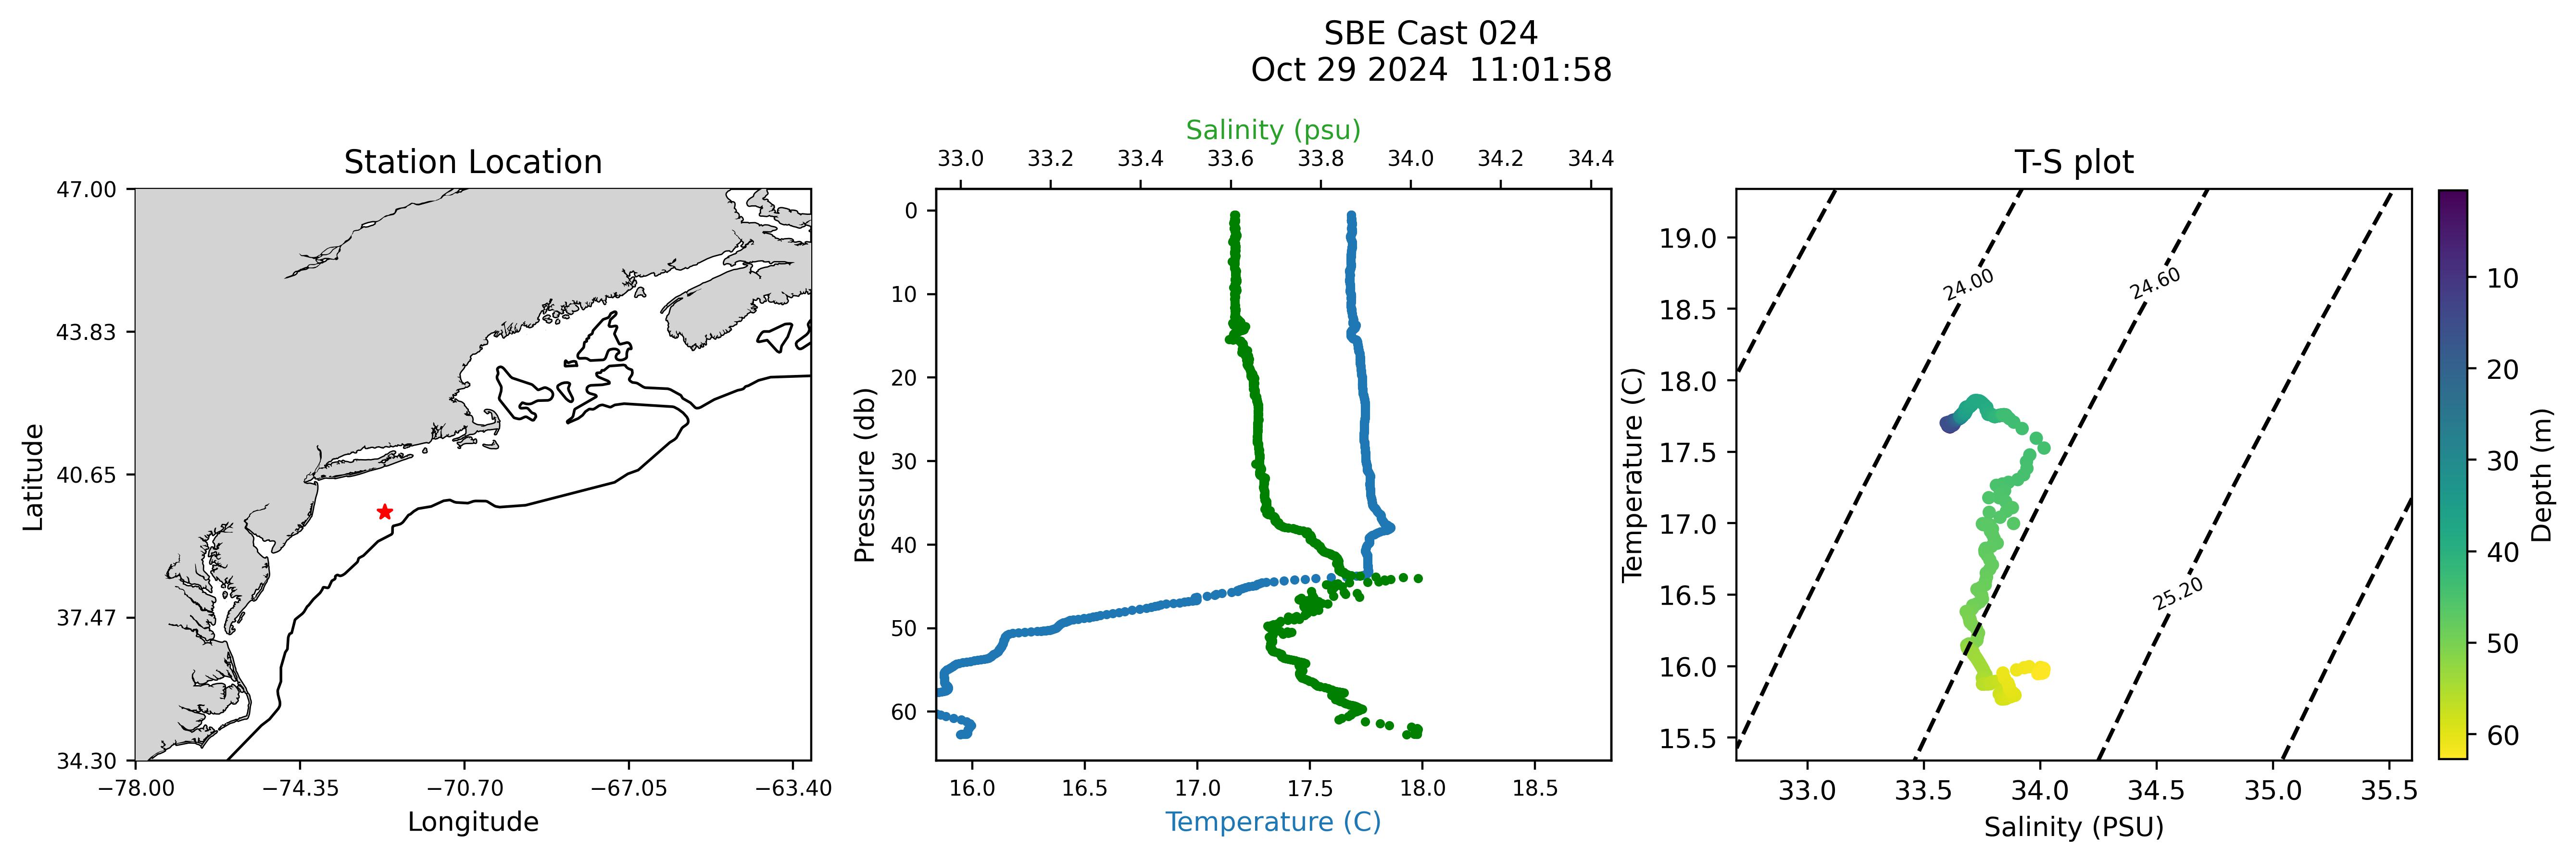 SBE Cast 024
Oct 29 2024  11:01:58
Station Location
47.00
43.83
40.65
37.47
34.30
Latitude
−78.00 −74.35 −70.70 −67.05 −63.40
Longitude
Salinity (psu)
33.0 33.2 33.4 33.6 33.8 34.0 34.2 34.4
0
10
20
30
40
50
60
Pressure (db)
16.0 16.5 17.0 17.5 18.0 18.5
Temperature (C)
T-S plot
19.0
18.5
18.0
17.5
17.0
16.5
16.0
15.5
Temperature (C)
24.00
24.60
25.20
33.0 33.5 34.0 34.5 35.0 35.5
Salinity (PSU)
10
20
30
40
50
60
Depth (m)